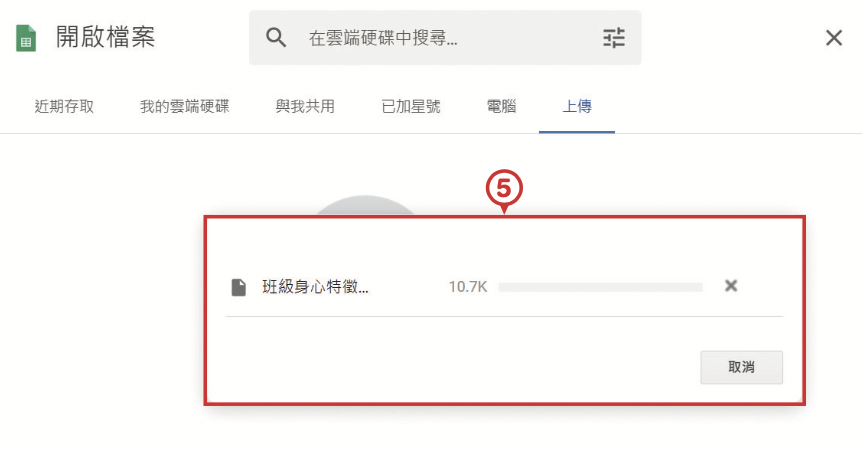 開啟檔案
在雲端硬碟中搜尋...
近期存取 我的雲端硬碟 與我共用 已加星號 電腦 上傳
5
班級身心特徵... 10.7K
取消